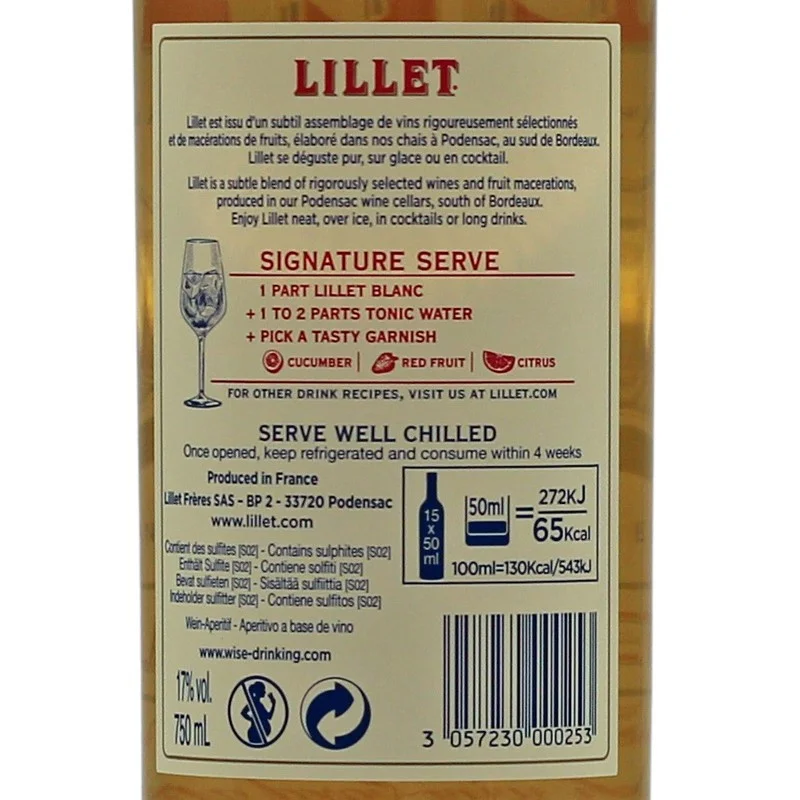 LILLET
Lillet est issu d'un subtil assemblage de vins rigoureusement sélectionnés
et de macérations de fruits, élaboré dans nos chais à Podensac, au sud de Bordeaux.
Lillet se déguste pur, sur glace ou en cocktail.
Lillet is a subtle blend of rigorously selected wines and fruit macerations,
produced in our Podensac wine cellars, south of Bordeaux.
Enjoy Lillet neat, over ice, in cocktails or long drinks.
SIGNATURE SERVE
1 PART LILLET BLANC
+ 1 TO 2 PARTS TONIC WATER
+ PICK A TASTY GARNISH
CUCUMBER | RED FRUIT | CITRUS
FOR OTHER DRINK RECIPES, VISIT US AT LILLET.COM
SERVE WELL CHILLED
Once opened, keep refrigerated and consume within 4 weeks
Produced in France
Lillet Frères SAS - BP 2 - 33720 Podensac
www.lillet.com
15
x
50
ml
50ml
=
272KJ
65Kcal
100ml=130Kcal/543kJ
Contient des sulfites [S02] - Contains sulphites [S02]
Enthält Sulfite [S02] - Contiene solfiti [S02]
Bevat sulfieten [S02] - Sisältää sulfiittia [S02]
Indeholder sulfitter [S02] - Contiene sulfitos [S02]
Wein-Aperitif - Aperitivo a base de vino
www.wise-drinking.com
17% vol.
750 mL
3 057230 000253